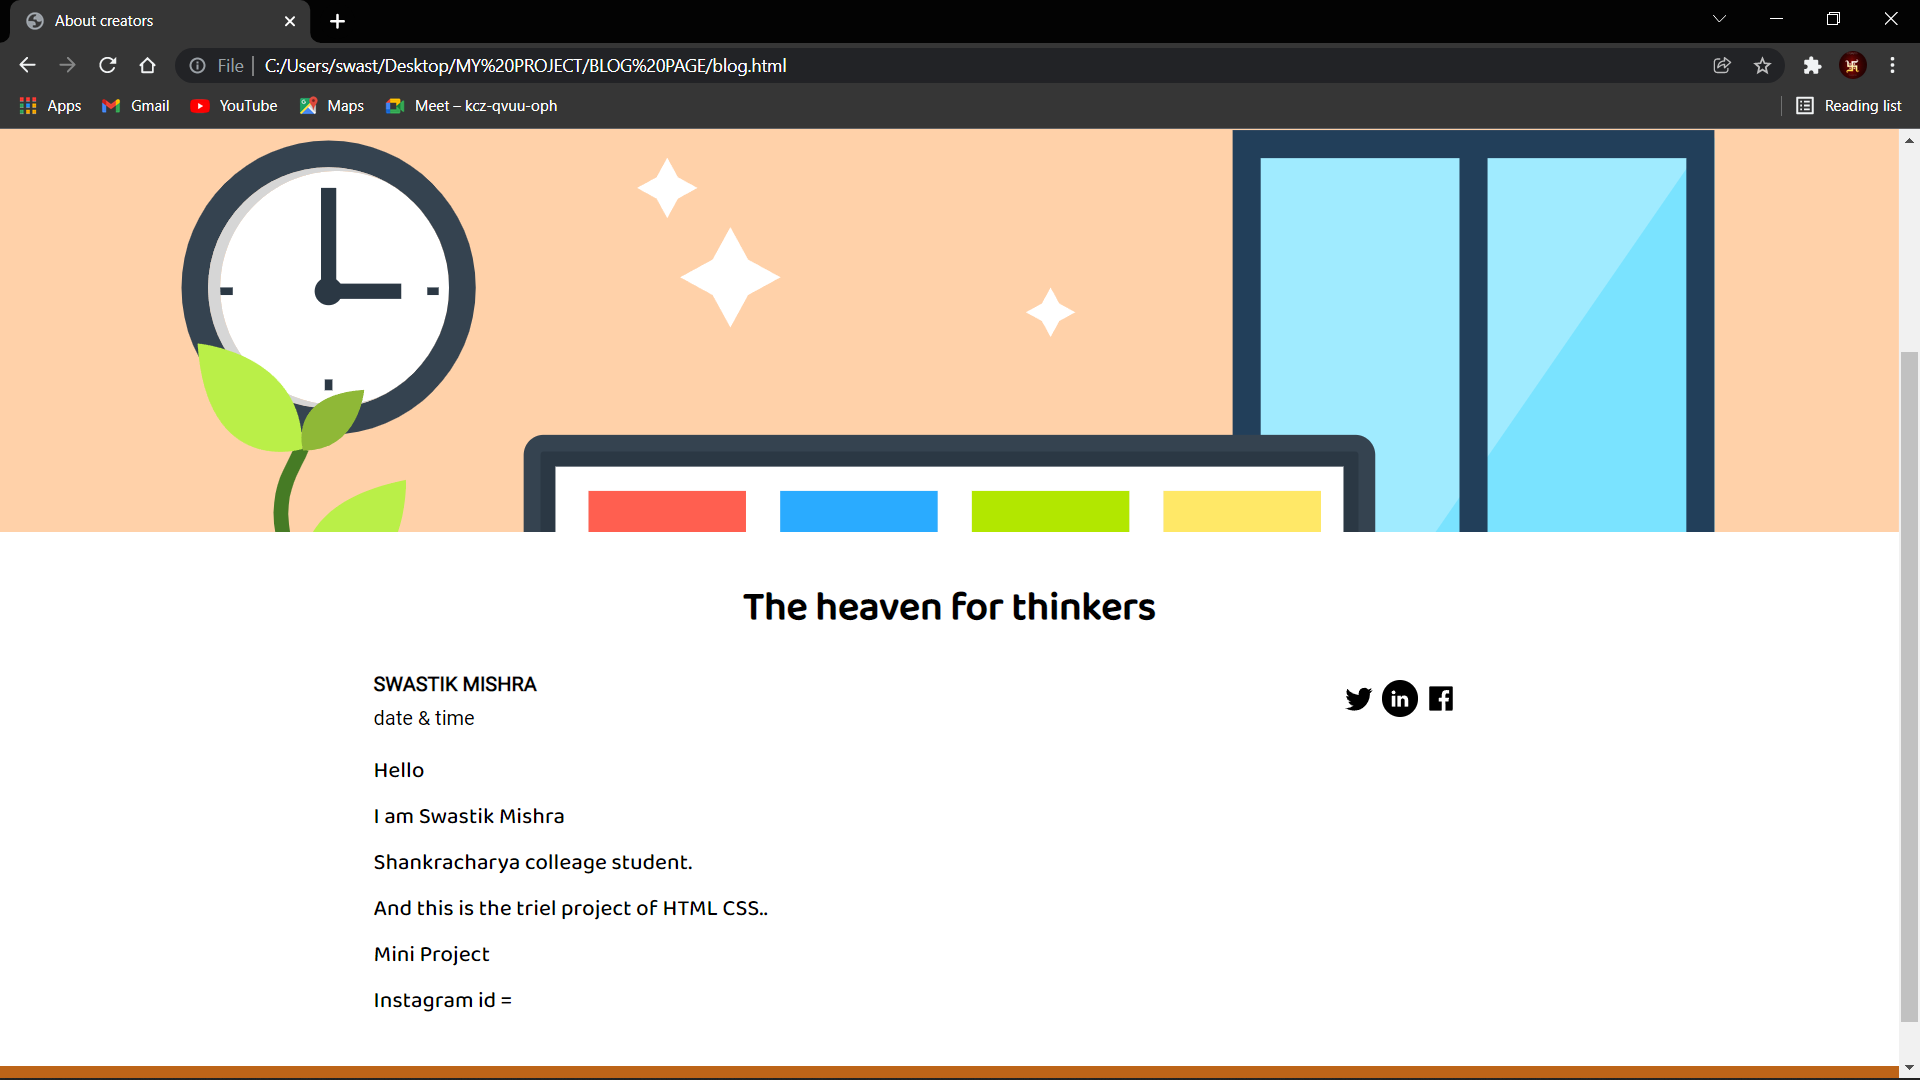 About creators
File C:/Users/swast/Desktop/MY%20PROJECT/BLOG%20PAGE/blog.html
Apps Gmail YouTube Maps Meet – kcz-qvuu-oph Reading list
The heaven for thinkers
SWASTIK MISHRA
in f
date & time
Hello
I am Swastik Mishra
Shankracharya colleage student.
And this is the triel project of HTML CSS..
Mini Project
Instagram id =